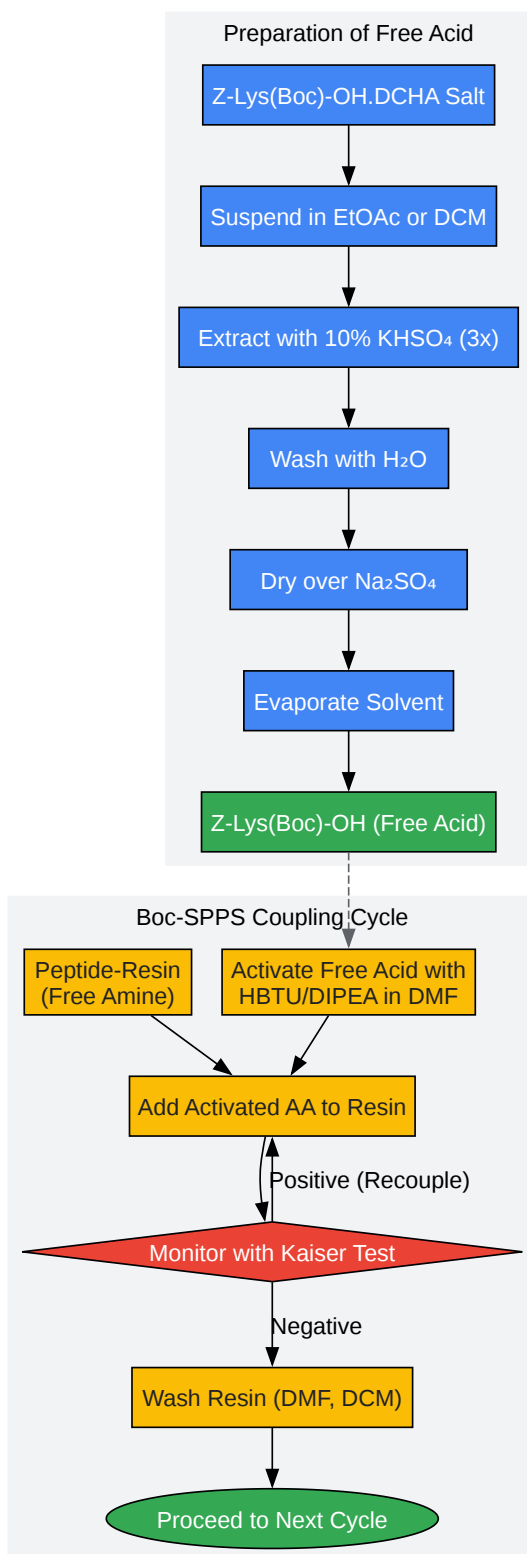 Preparation of Free Acid
Z-Lys(Boc)-OH.DCHA Salt
Suspend in EtOAc or DCM
Extract with 10% KHSO₄ (3x)
Wash with H₂O
Dry over Na₂SO₄
Evaporate Solvent
Z-Lys(Boc)-OH (Free Acid)
Boc-SPPS Coupling Cycle
Peptide-Resin
(Free Amine)
Activate Free Acid with
HBTU/DIPEA in DMF
Add Activated AA to Resin
Positive (Recouple)
Monitor with Kaiser Test
Negative
Wash Resin (DMF, DCM)
Proceed to Next Cycle